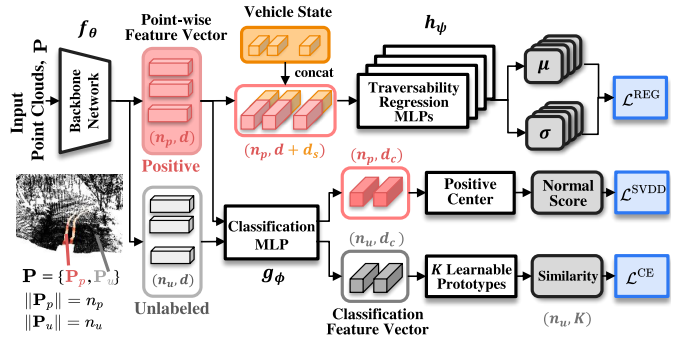 f_θ
Point-wise
Feature Vector
Vehicle State
h_ψ
concat
Input
Point Clouds, P
Backbone
Network
(n_p, d)
Positive
(n_p, d + d_s)
Traversability
Regression
MLPs
μ
σ
ℒ^REG
(n_u, d)
Unlabeled
Classification
MLP
g_ϕ
(n_p, d_c)
Positive
Center
Normal
Score
ℒ^SVDD
(n_u, d_c)
K Learnable
Prototypes
Similarity
ℒ^CE
Classification
Feature Vector
(n_u, K)
P = {P_p, P_u}
‖P_p‖ = n_p
‖P_u‖ = n_u